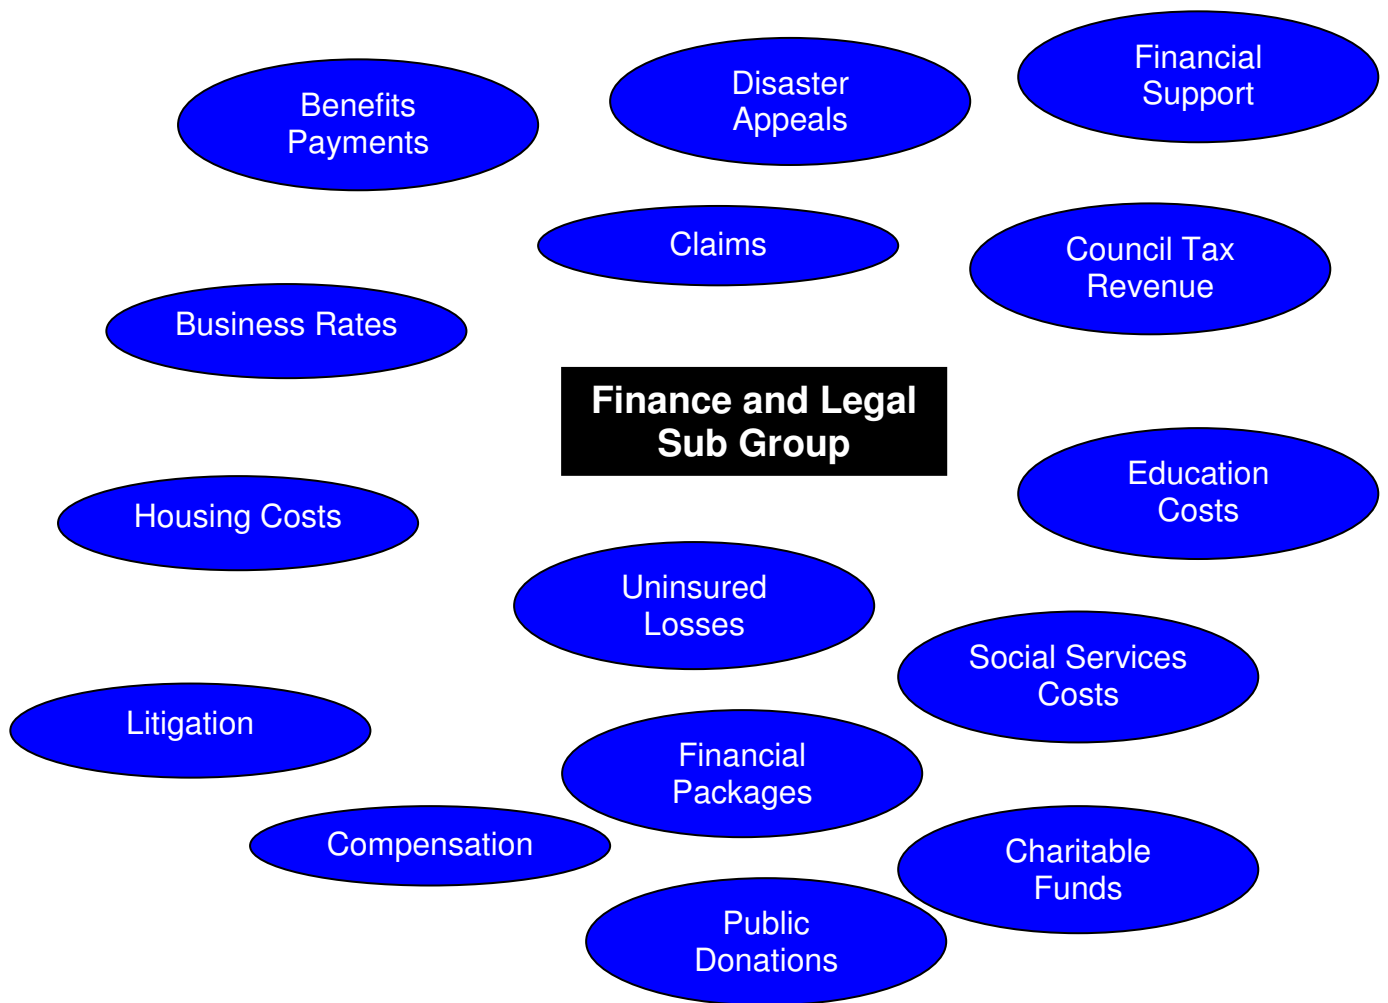 Benefits
Payments
Disaster
Appeals
Financial
Support
Claims
Council Tax
Revenue
Business Rates
Finance and Legal
Sub Group
Education
Costs
Housing Costs
Uninsured
Losses
Social Services
Costs
Litigation
Financial
Packages
Compensation
Charitable
Funds
Public
Donations